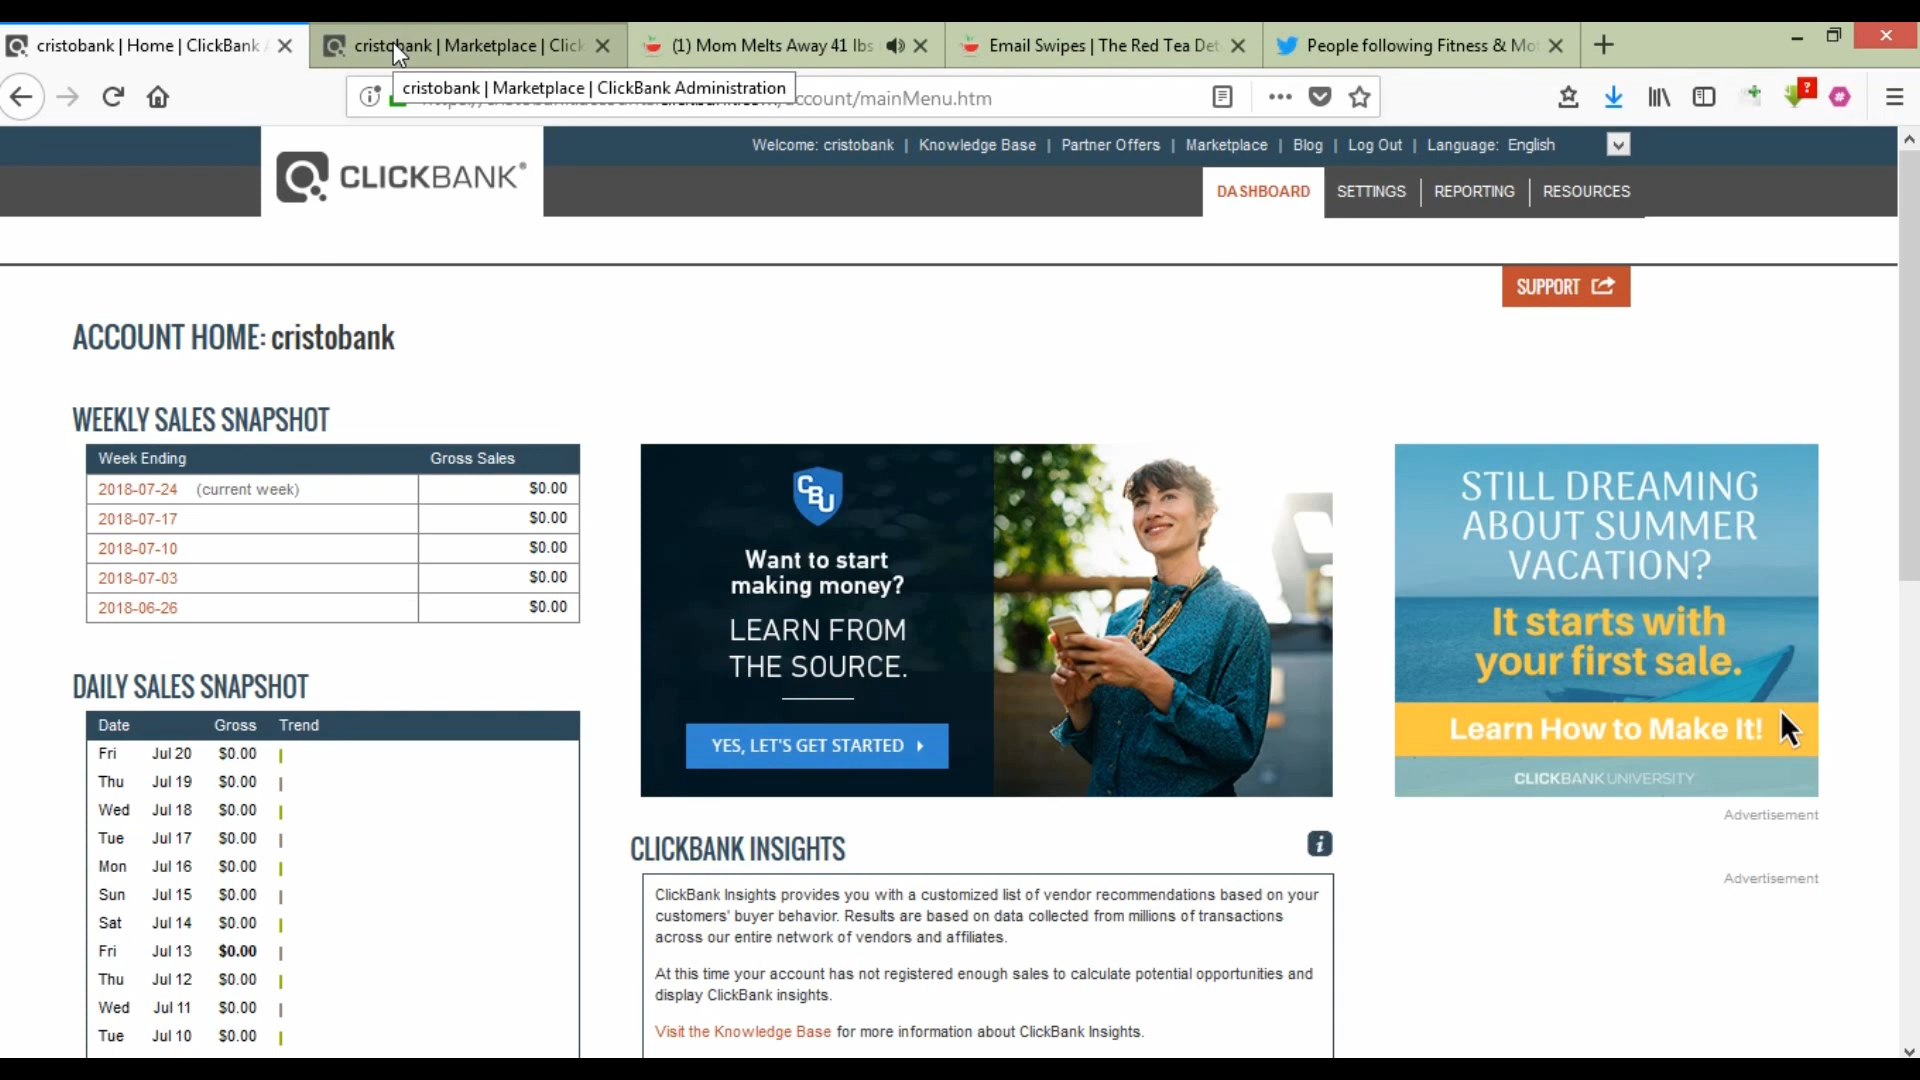 cristobank | Home | ClickBank
cristobank | Marketplace | Click
(1) Mom Melts Away 41 lbs
Email Swipes | The Red Tea Det
People following Fitness & Mo
cristobank | Marketplace | ClickBank Administration
account/mainMenu.htm
Welcome: cristobank | Knowledge Base | Partner Offers | Marketplace | Blog | Log Out | Language: English
CLICKBANK®
DASHBOARD
SETTINGS
REPORTING
RESOURCES
SUPPORT
ACCOUNT HOME: cristobank
WEEKLY SALES SNAPSHOT
Week Ending Gross Sales
2018-07-24 (current week) $0.00
2018-07-17 $0.00
2018-07-10 $0.00
2018-07-03 $0.00
2018-06-26 $0.00
DAILY SALES SNAPSHOT
Date Gross Trend
Fri Jul 20 $0.00
Thu Jul 19 $0.00
Wed Jul 18 $0.00
Tue Jul 17 $0.00
Mon Jul 16 $0.00
Sun Jul 15 $0.00
Sat Jul 14 $0.00
Fri Jul 13 $0.00
Thu Jul 12 $0.00
Wed Jul 11 $0.00
Tue Jul 10 $0.00
CBU
Want to start
making money?
LEARN FROM
THE SOURCE.
YES, LET'S GET STARTED
STILL DREAMING
ABOUT SUMMER
VACATION?
It starts with
your first sale.
Learn How to Make It!
CLICKBANK UNIVERSITY
Advertisement
Advertisement
CLICKBANK INSIGHTS
ClickBank Insights provides you with a customized list of vendor recommendations based on your
customers' buyer behavior. Results are based on data collected from millions of transactions
across our entire network of vendors and affiliates.
At this time your account has not registered enough sales to calculate potential opportunities and
display ClickBank insights.
Visit the Knowledge Base for more information about ClickBank Insights.